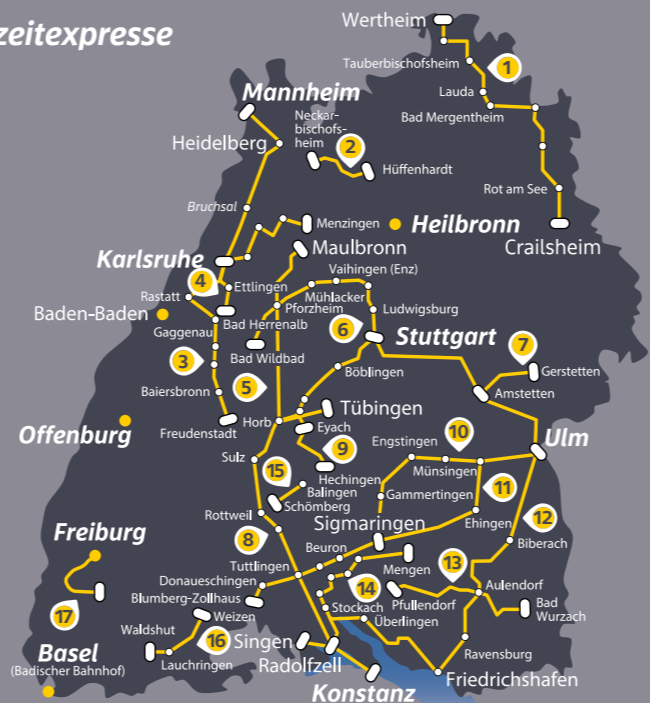 zeitexpresse
Wertheim
Tauberbischofsheim
1
Lauda
Bad Mergentheim
Mannheim
Neckar-
bischofs-
heim
2
Heidelberg
Hüffenhardt
Rot am See
Bruchsal
Menzingen
Heilbronn
Crailsheim
Maulbronn
Karlsruhe
Vaihingen (Enz)
4
Ettlingen
Rastatt
Mühlacker
Pforzheim
Ludwigsburg
Baden-Baden
Bad Herrenalb
6
Stuttgart
Gaggenau
7
Bad Wildbad
3
Gerstetten
Böblingen
5
Baiersbronn
Amstetten
Tübingen
Horb
Eyach
Freudenstadt
Offenburg
10
Engstingen
Ulm
9
Sulz
15
Münsingen
Hechingen
Balingen
11
Gammertingen
Schömberg
Rottweil
12
Sigmaringen
Ehingen
Freiburg
8
Biberach
Beuron
13
Tuttlingen
Mengen
Donaueschingen
14
Aulendorf
Blumberg-Zollhaus
Pfullendorf
Bad
Wurzach
17
Weizen
Stockach
Überlingen
Waldshut
16
Singen
Basel
(Badischer Bahnhof)
Lauchringen
Radolfzell
Ravensburg
Konstanz
Friedrichshafen